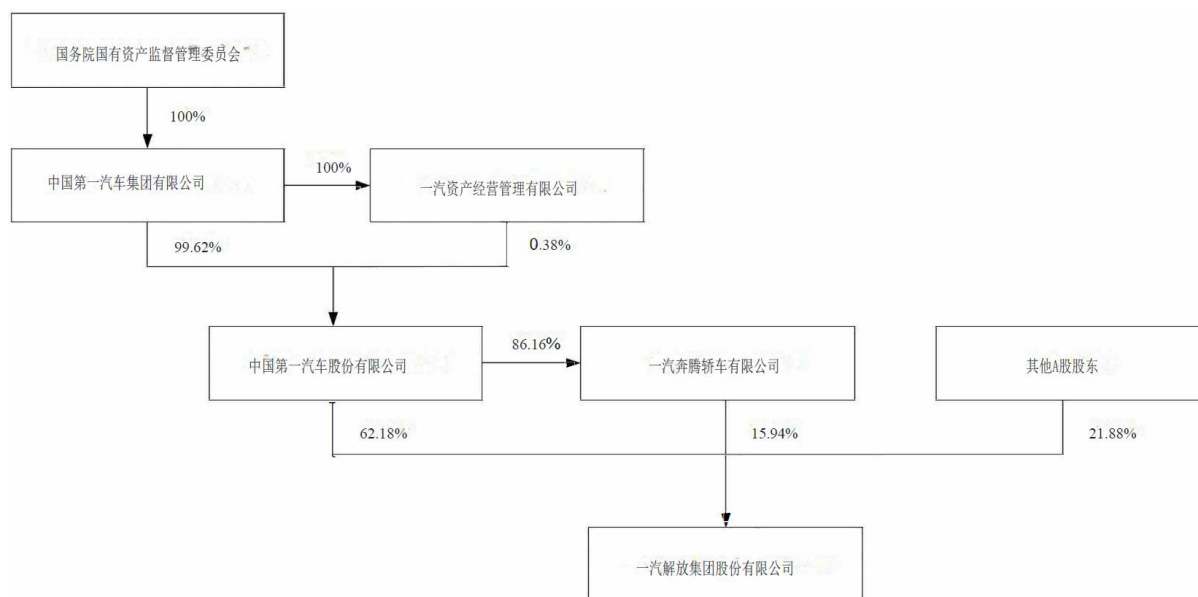 国务院国有资产监督管理委员会
100%
中国第一汽车集团有限公司
100%
一汽资产经营管理有限公司
99.62%
0.38%
中国第一汽车股份有限公司
86.16%
一汽奔腾轿车有限公司
其他A股股东
62.18%
15.94%
21.88%
一汽解放集团股份有限公司